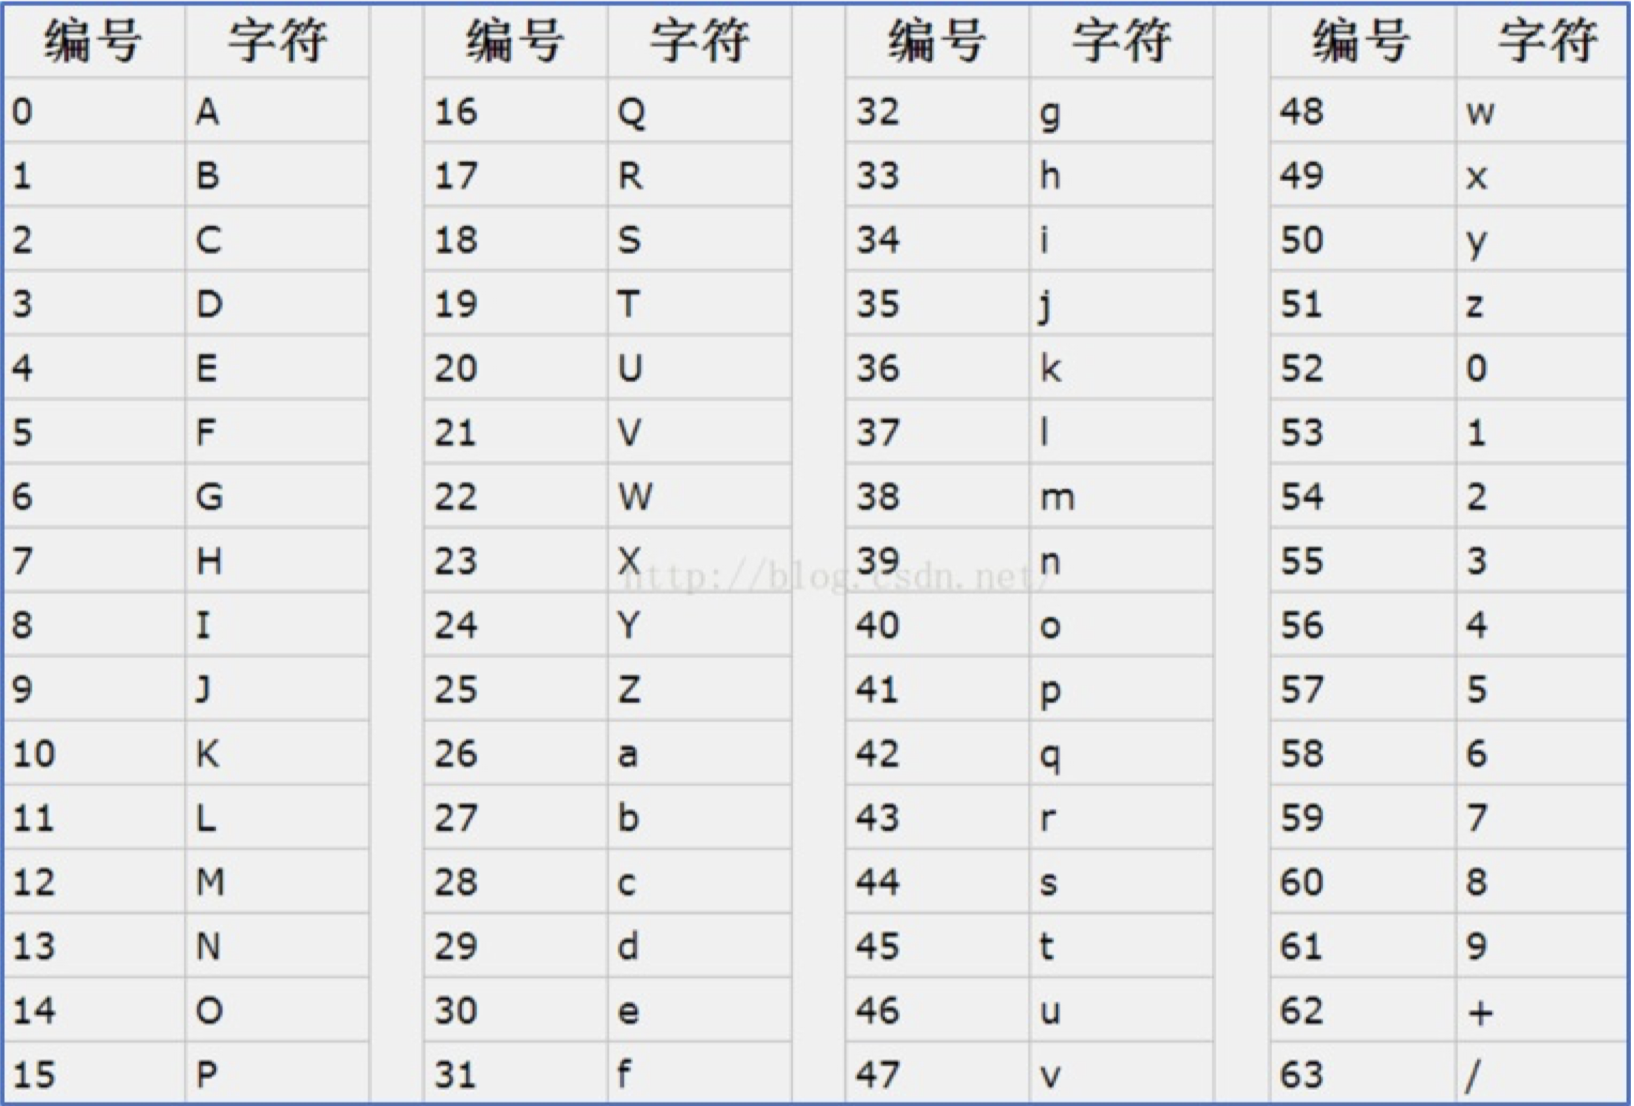 编号 字符 编号 字符 编号 字符 编号 字符
0 A 16 Q 32 g 48 w
1 B 17 R 33 h 49 x
2 C 18 S 34 i 50 y
3 D 19 T 35 j 51 z
4 E 20 U 36 k 52 0
5 F 21 V 37 l 53 1
6 G 22 W 38 m 54 2
7 H 23 X 39 n 55 3
http://blog.csdn.net/
8 I 24 Y 40 o 56 4
9 J 25 Z 41 p 57 5
10 K 26 a 42 q 58 6
11 L 27 b 43 r 59 7
12 M 28 c 44 s 60 8
13 N 29 d 45 t 61 9
14 O 30 e 46 u 62 +
15 P 31 f 47 v 63 /